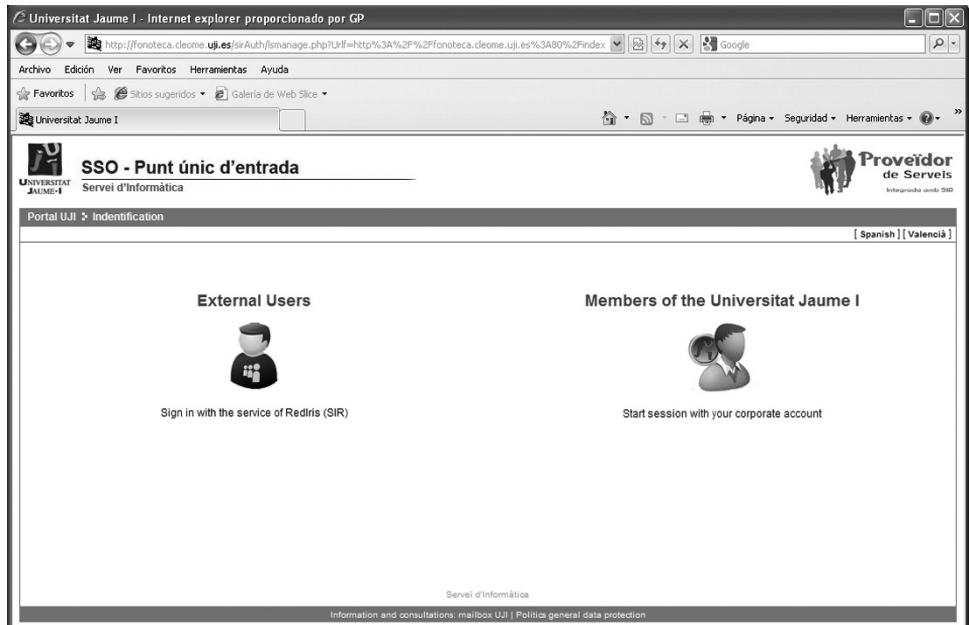 Universitat Jaume I - Internet explorer proporcionado por GP
http://fonoteca.cleome.uji.es/sirAuth/lsmanage.php?Urlf=http%3A%2F%2Ffonoteca.cleome.uji.es%3A80%2Findex
Google
Archivo Edición Ver Favoritos Herramientas Ayuda
Favoritos Sitios sugeridos Galería de Web Slice
Universitat Jaume I Página Seguridad Herramientas
UNIVERSITAT
JAUME·I
SSO - Punt únic d'entrada
Servei d'Informàtica
Proveïdor
de Serveis
Integrado amb SIR
Portal UJI Indentification
[ Spanish ] [ Valencià ]
External Users
Sign in with the service of RedIris (SIR)
Members of the Universitat Jaume I
Start session with your corporate account
Servei d'Informàtica
Information and consultations: mailbox UJI | Politics general data protection